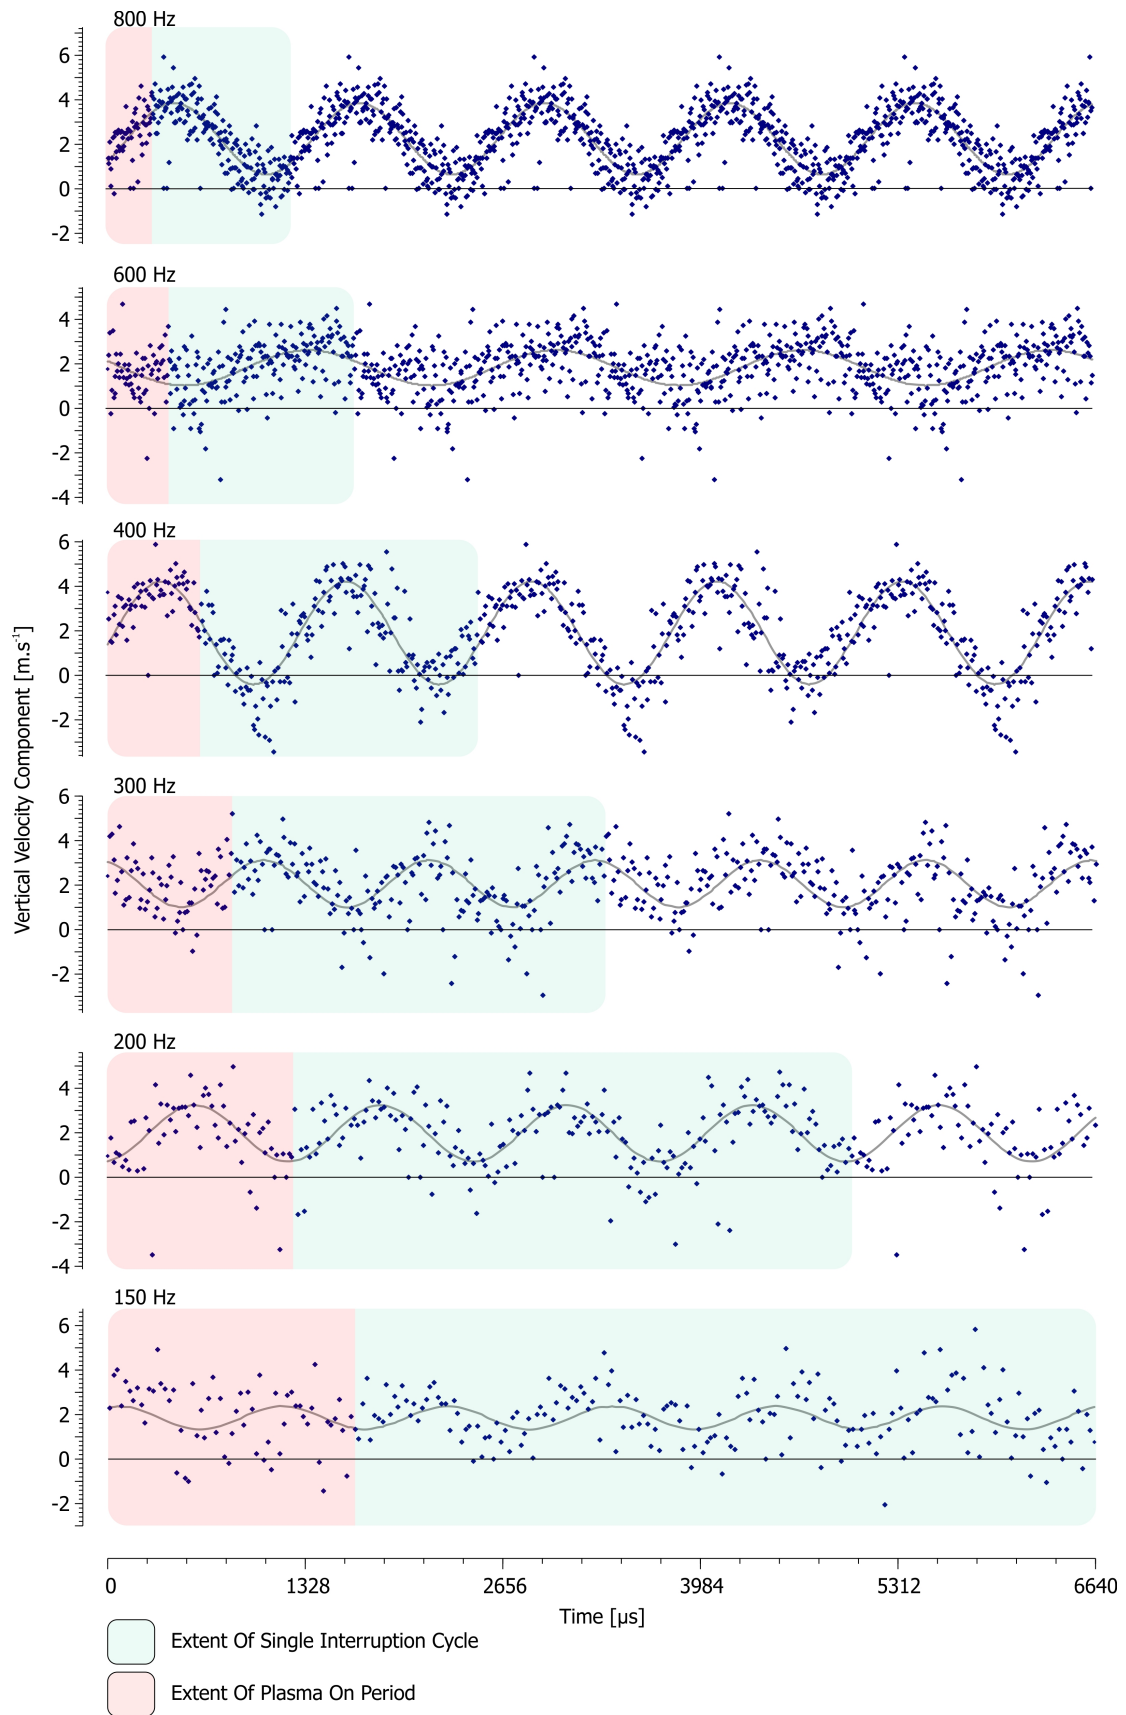 800 Hz
6
4
2
0
-2
600 Hz
4
2
0
-2
-4
400 Hz
6
4
2
0
-2
300 Hz
6
4
2
0
-2
200 Hz
4
2
0
-2
-4
150 Hz
6
4
2
0
-2
Vertical Velocity Component [m.s⁻¹]
0 1328 2656 3984 5312 6640
Time [µs]
Extent Of Single Interruption Cycle
Extent Of Plasma On Period